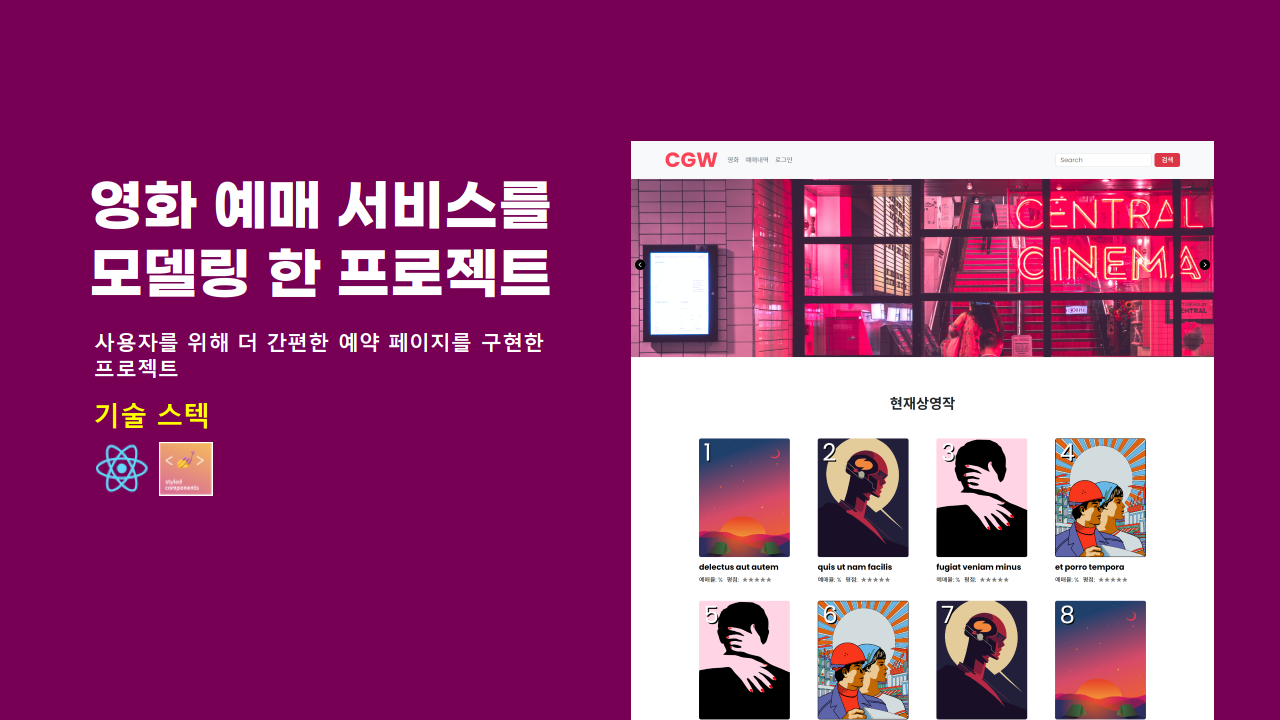 영화 예매 서비스를
모델링 한 프로젝트
사용자를 위해 더 간편한 예약 페이지를 구현한
프로젝트
기술 스텍
< >
styled
components
CGW 영화 예매내역 로그인 Search 검색
CENTRAL
CINEMA
현재상영작
1 2 3 4
delectus aut autem
예매율: % 평점: ★★★★★
quis ut nam facilis
예매율: % 평점: ★★★★★
fugiat veniam minus
예매율: % 평점: ★★★★★
et porro tempora
예매율: % 평점: ★★★★★
5 6 7 8